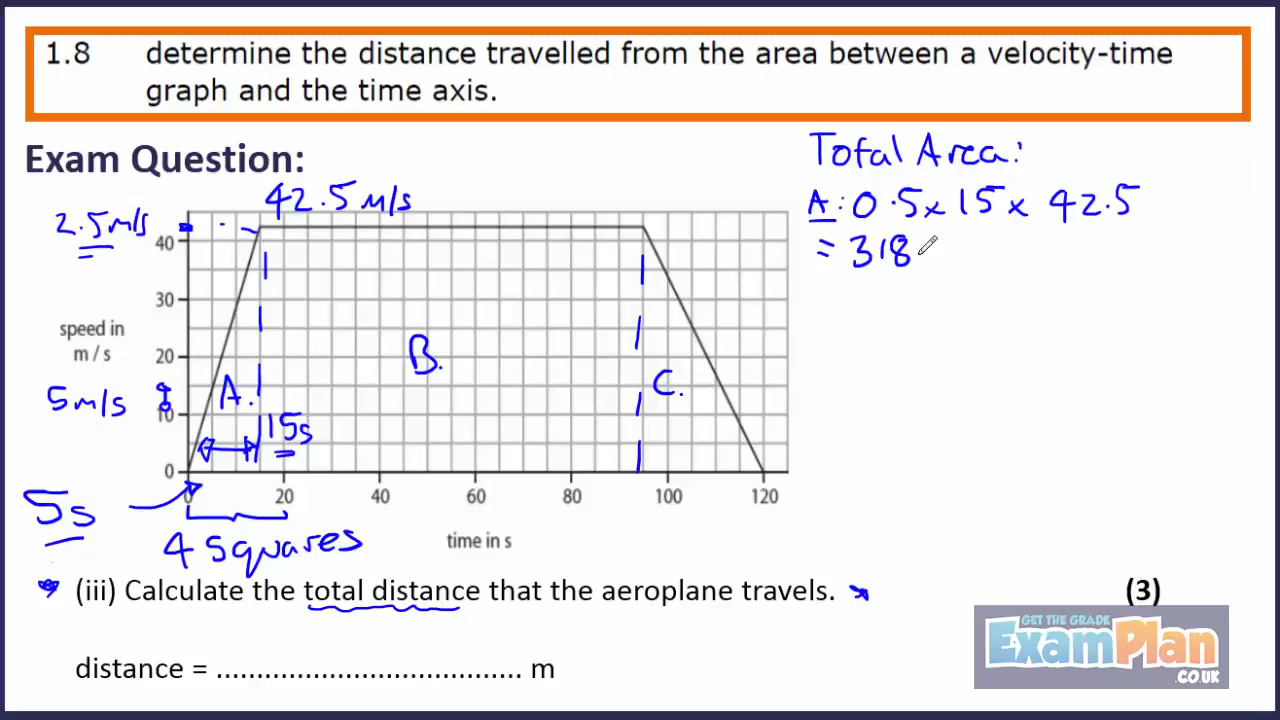 1.8 determine the distance travelled from the area between a velocity-time
graph and the time axis.
Exam Question:
Total Area:
A: 0.5 x 15 x 42.5
= 318
42.5 m/s
2.5 m/s
40
30
speed in
m / s
20
5 m/s
10
0
A.
B.
C.
15s
0 20 40 60 80 100 120
5s
4 squares
time in s
(iii) Calculate the total distance that the aeroplane travels. (3)
distance = ...................................... m
GET THE GRADE
ExamPlan
.CO.UK